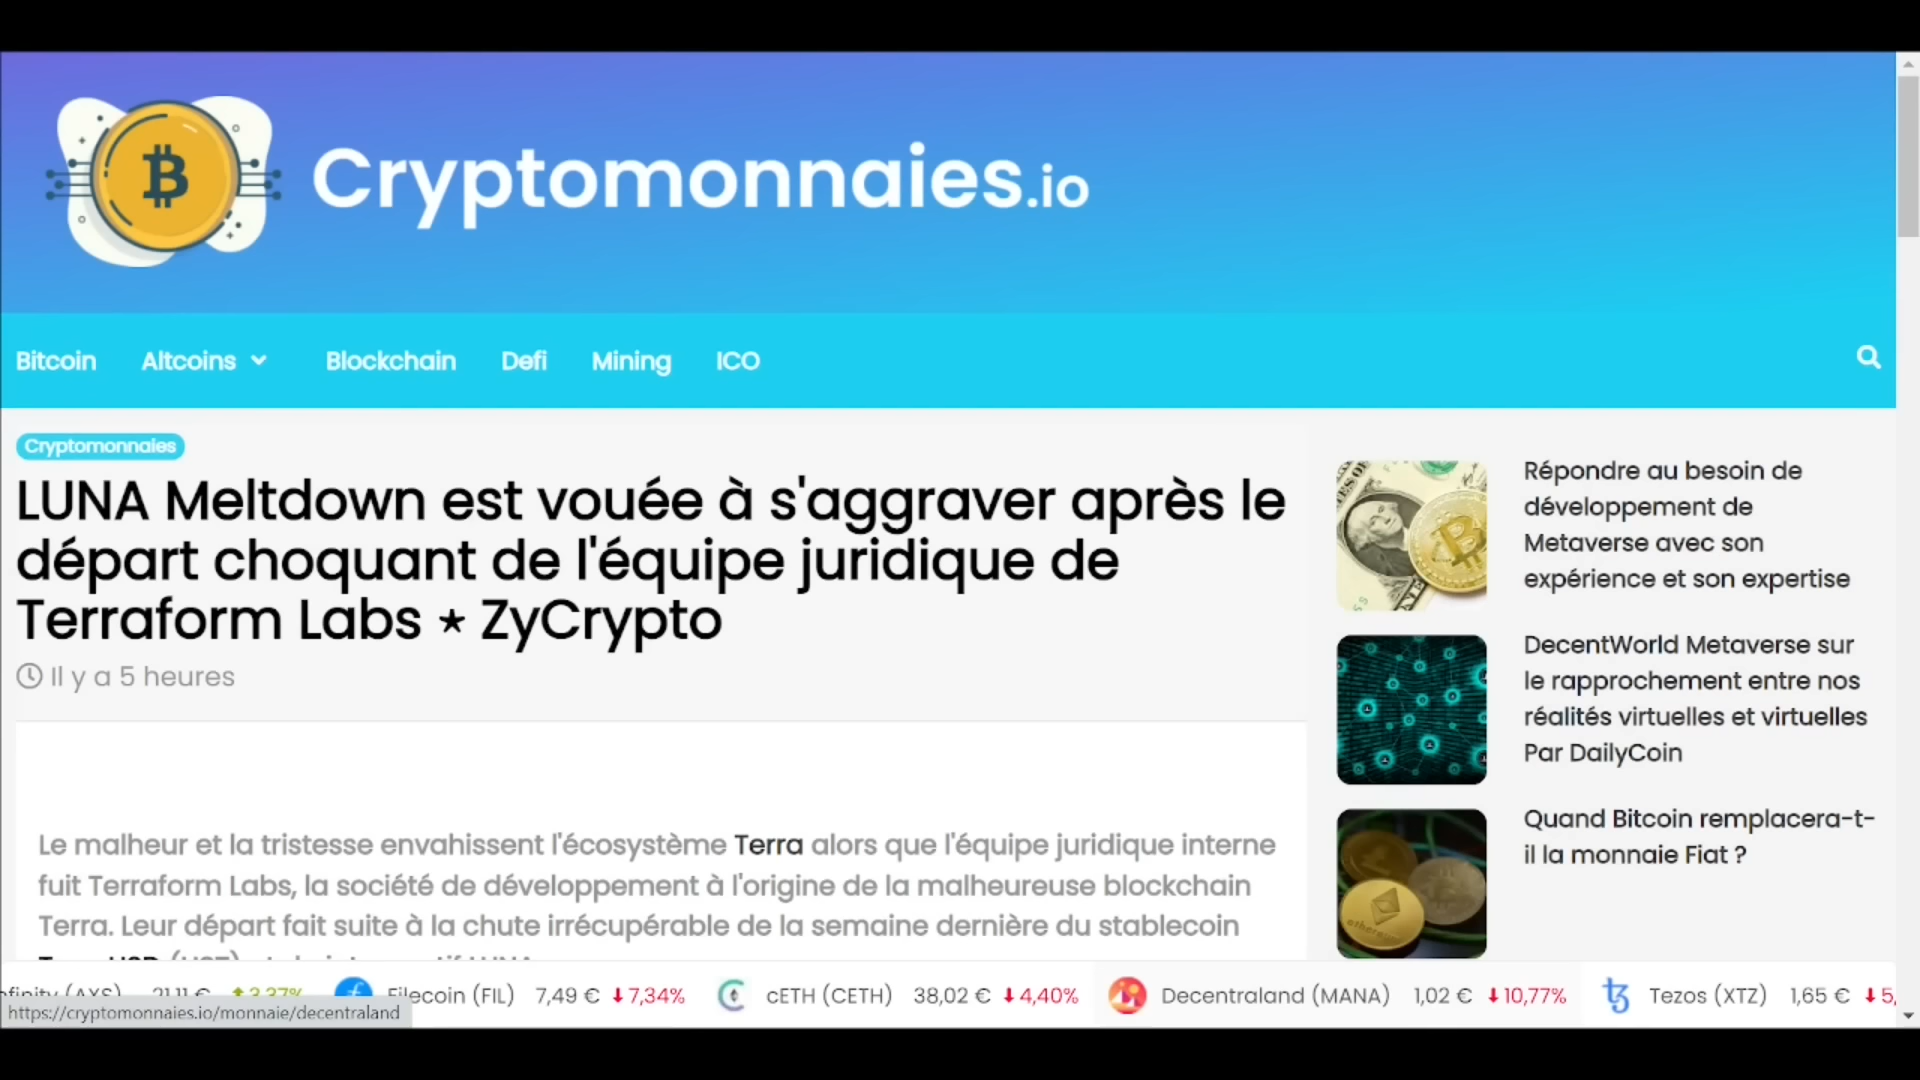 Cryptomonnaies.io
Bitcoin Altcoins Blockchain Defi Mining ICO
Cryptomonnaies
LUNA Meltdown est vouée à s'aggraver après le
départ choquant de l'équipe juridique de
Terraform Labs ⋆ ZyCrypto
Il y a 5 heures
Le malheur et la tristesse envahissent l'écosystème Terra alors que l'équipe juridique interne
fuit Terraform Labs, la société de développement à l'origine de la malheureuse blockchain
Terra. Leur départ fait suite à la chute irrécupérable de la semaine dernière du stablecoin
Répondre au besoin de
développement de
Metaverse avec son
expérience et son expertise
DecentWorld Metaverse sur
le rapprochement entre nos
réalités virtuelles et virtuelles
Par DailyCoin
Quand Bitcoin remplacera-t-
il la monnaie Fiat ?
(AXS) 21,11 € 3,37% Filecoin (FIL) 7,49 € 7,34% cETH (CETH) 38,02 € 4,40% Decentraland (MANA) 1,02 € 10,77% Tezos (XTZ) 1,65 € 5,
https://cryptomonnaies.io/monnaie/decentraland